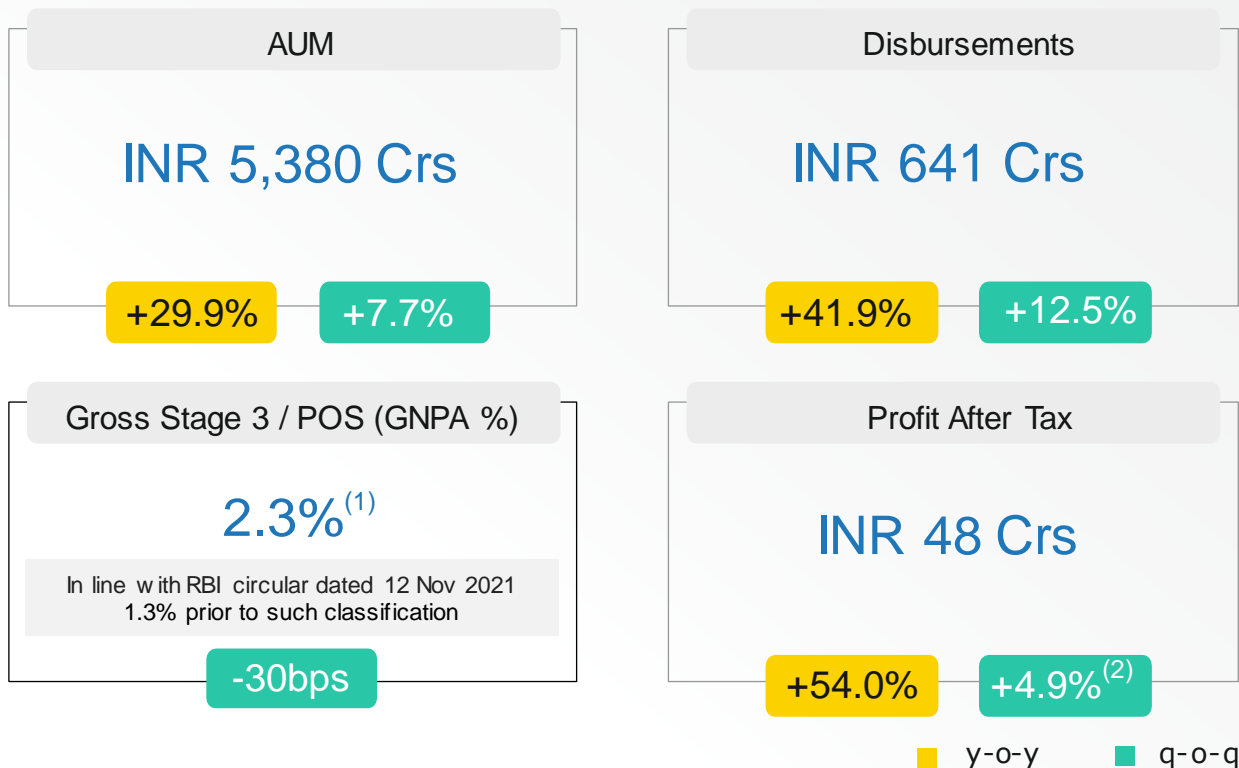 AUM
INR 5,380 Crs
+29.9%
+7.7%
Disbursements
INR 641 Crs
+41.9%
+12.5%
Gross Stage 3 / POS (GNPA %)
2.3%(1)
In line with RBI circular dated 12 Nov 2021
1.3% prior to such classification
-30bps
Profit After Tax
INR 48 Crs
+54.0%
+4.9%(2)
y-o-y
q-o-q